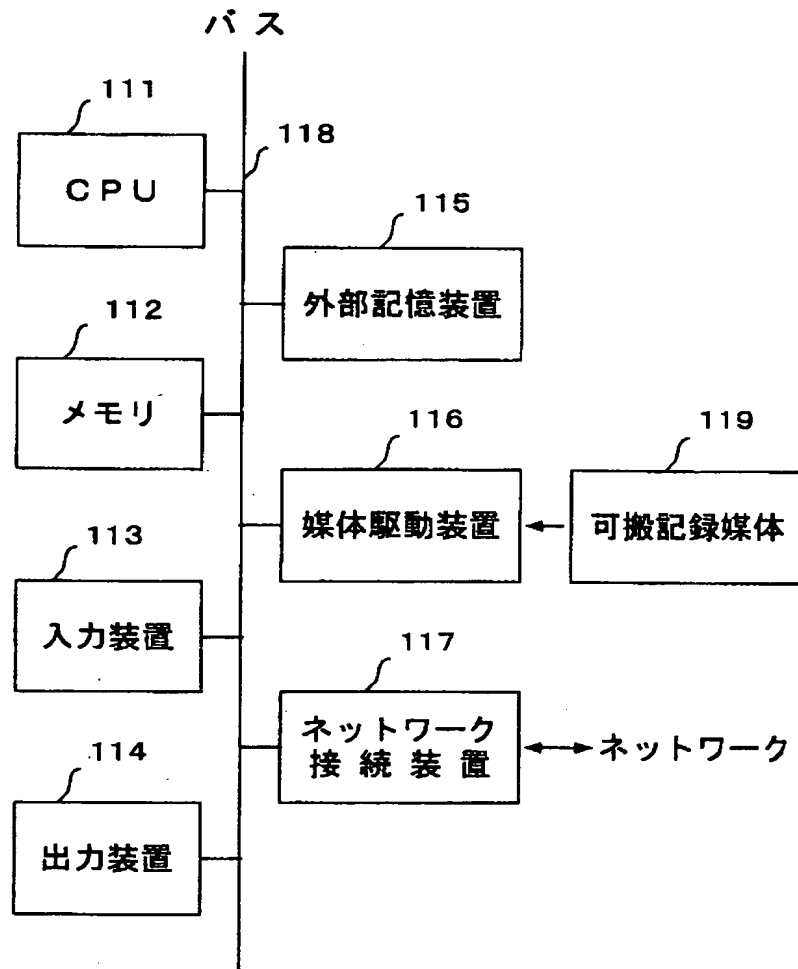 バス
111
118
CPU
115
外部記憶装置
112
メモリ
116
119
媒体駆動装置
可搬記録媒体
113
入力装置
117
ネットワーク
接続装置
ネットワーク
114
出力装置